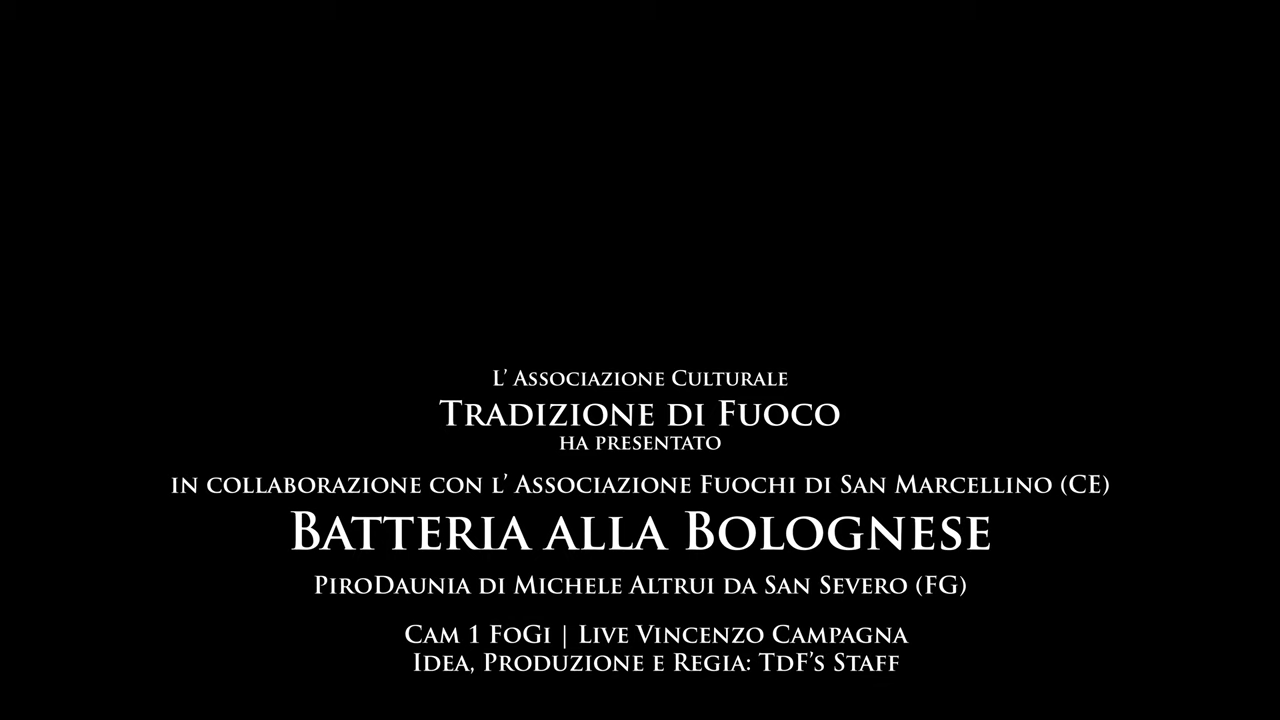 L' Associazione Culturale
Tradizione di Fuoco
ha presentato
in collaborazione con l' Associazione Fuochi di San Marcellino (CE)
Batteria alla Bolognese
PiroDaunia di Michele Altrui da San Severo (FG)
Cam 1 FoGi | Live Vincenzo Campagna
Idea, Produzione e Regia: TdF's Staff